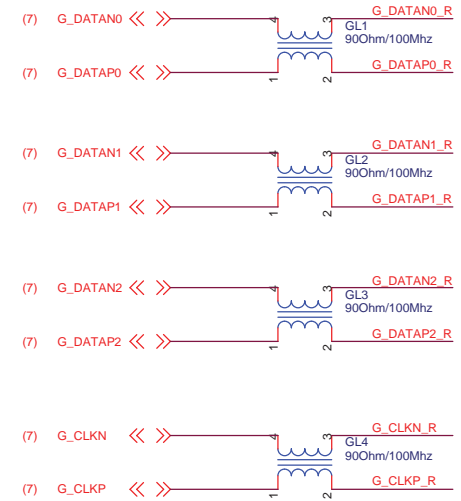 (7) G_DATAN0 4 3 G_DATAN0_R
GL1
90Ohm/100Mhz
(7) G_DATAP0 1 2 G_DATAP0_R
(7) G_DATAN1 4 3 G_DATAN1_R
GL2
90Ohm/100Mhz
(7) G_DATAP1 1 2 G_DATAP1_R
(7) G_DATAN2 4 3 G_DATAN2_R
GL3
90Ohm/100Mhz
(7) G_DATAP2 1 2 G_DATAP2_R
(7) G_CLKN 4 3 G_CLKN_R
GL4
90Ohm/100Mhz
(7) G_CLKP 1 2 G_CLKP_R